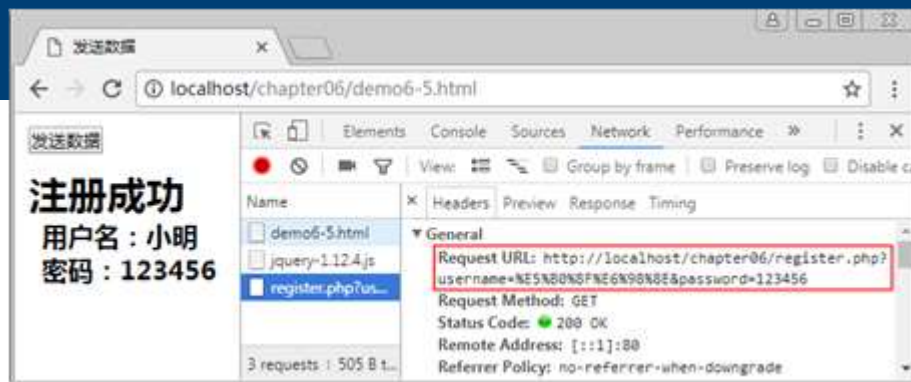 发送数据
localhost/chapter06/demo6-5.html
发送数据
注册成功
用户名：小明
密码：123456
Elements Console Sources Network Performance »
View: Group by frame Preserve log Disable c
Name
demo6-5.html
jquery-1.12.4.js
register.php?us...
3 requests | 505 B t...
Headers Preview Response Timing
General
Request URL: http://localhost/chapter06/register.php?
username=%E5%B0%8F%E6%98%8E&password=123456
Request Method: GET
Status Code: 200 OK
Remote Address: [::1]:80
Referrer Policy: no-referrer-when-downgrade